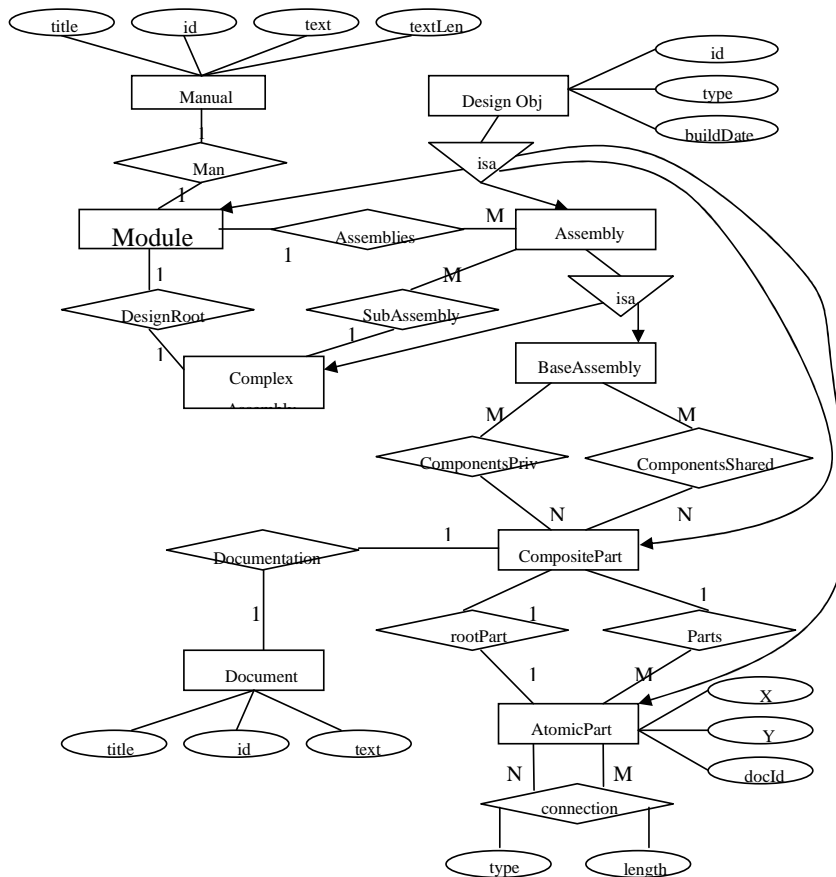 title
id
text
textLen
id
Manual
Design Obj
type
buildDate
1
isa
Man
1
Module
Assemblies
M
Assembly
1
1
M
isa
DesignRoot
SubAssembly
1
1
Complex
Assembly
BaseAssembly
M
M
ComponentsPriv
ComponentsShared
N
N
1
Documentation
CompositePart
1
1
1
rootPart
Parts
Document
1
M
X
title
id
text
AtomicPart
Y
N
M
docId
connection
type
length